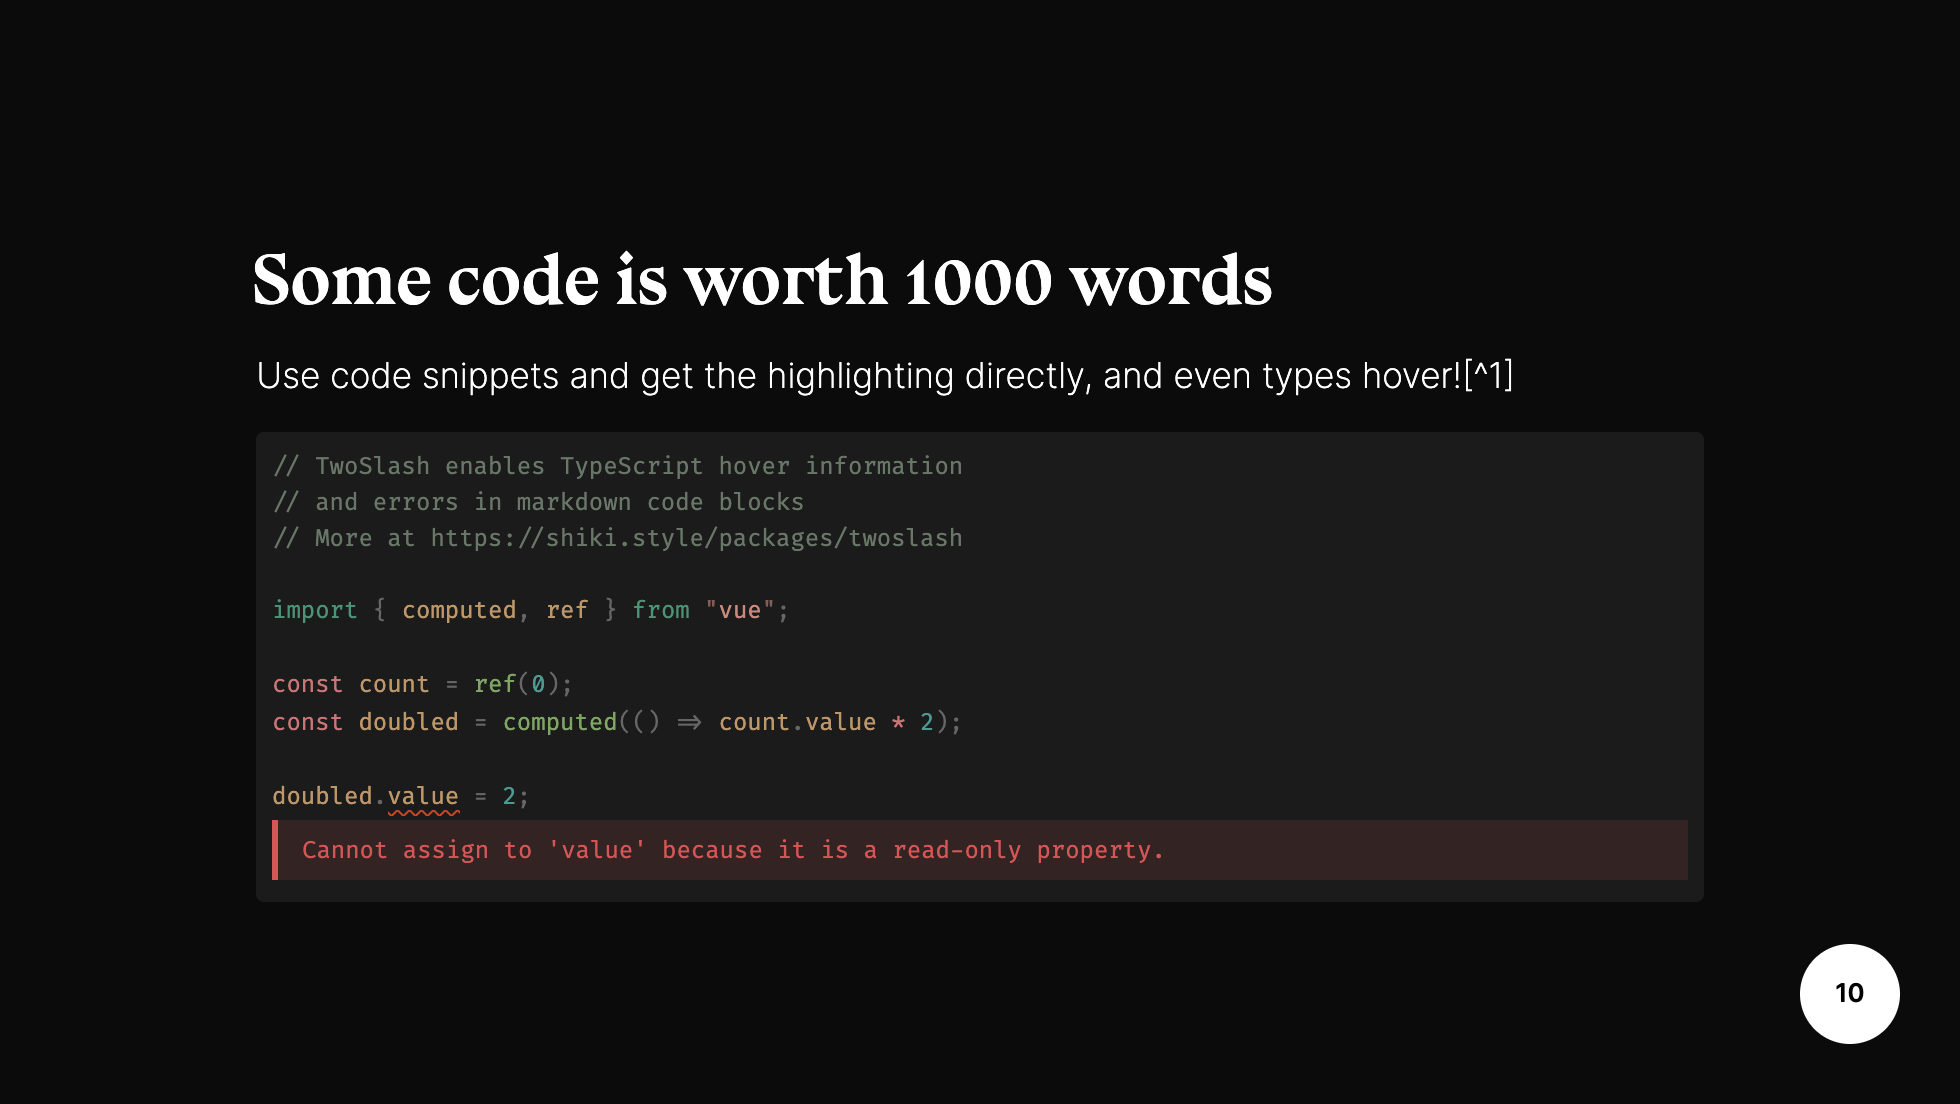 Some code is worth 1000 words
Use code snippets and get the highlighting directly, and even types hover![^1]
// TwoSlash enables TypeScript hover information
// and errors in markdown code blocks
// More at https://shiki.style/packages/twoslash
import { computed, ref } from "vue";
const count = ref(0);
const doubled = computed(() => count.value * 2);
doubled.value = 2;
Cannot assign to 'value' because it is a read-only property.
10